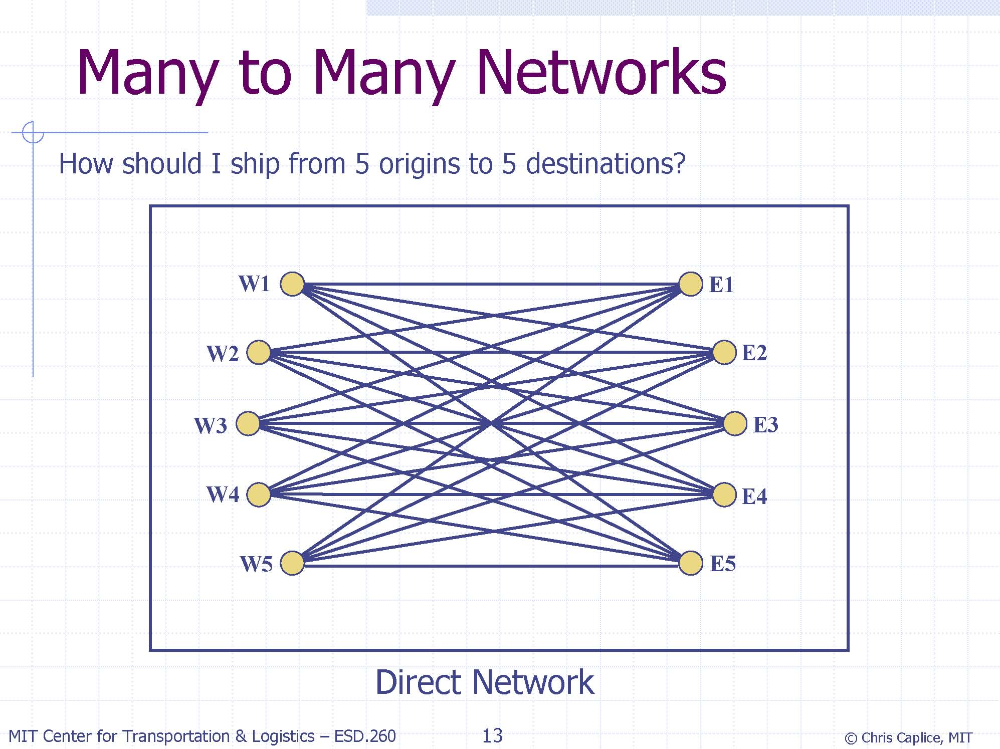 Many to Many Networks
How should I ship from 5 origins to 5 destinations?
W1
E1
W2
E2
W3
E3
W4
E4
W5
E5
Direct Network
MIT Center for Transportation & Logistics – ESD.260
13
© Chris Caplice, MIT